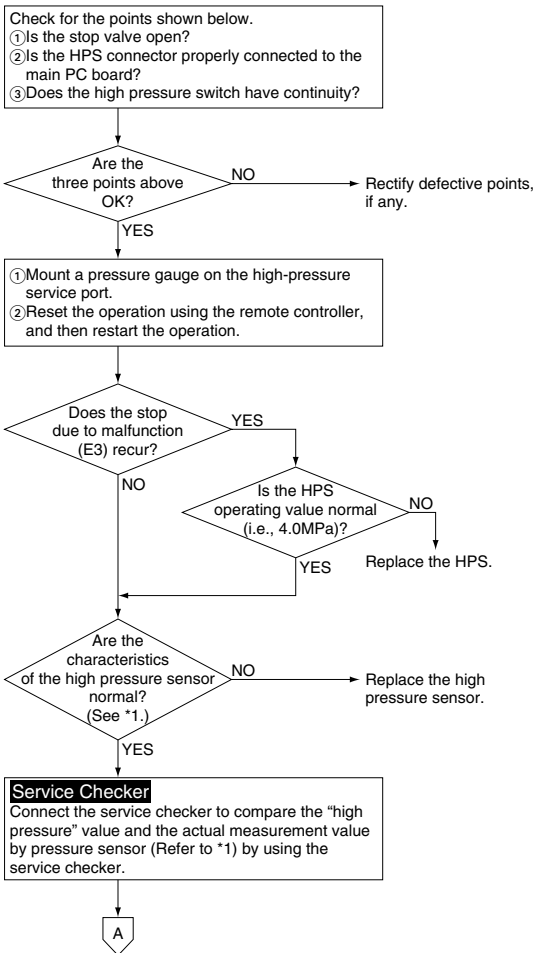 Check for the points shown below.
①Is the stop valve open?
②Is the HPS connector properly connected to the
main PC board?
③Does the high pressure switch have continuity?
Are the
three points above
OK?
NO
Rectify defective points,
if any.
YES
①Mount a pressure gauge on the high-pressure
service port.
②Reset the operation using the remote controller,
and then restart the operation.
Does the stop
due to malfunction
(E3) recur?
YES
NO
Is the HPS
operating value normal
(i.e., 4.0MPa)?
NO
Replace the HPS.
YES
Are the
characteristics
of the high pressure sensor
normal?
(See *1.)
NO
Replace the high
pressure sensor.
YES
Service Checker
Connect the service checker to compare the “high
pressure” value and the actual measurement value
by pressure sensor (Refer to *1) by using the
service checker.
A